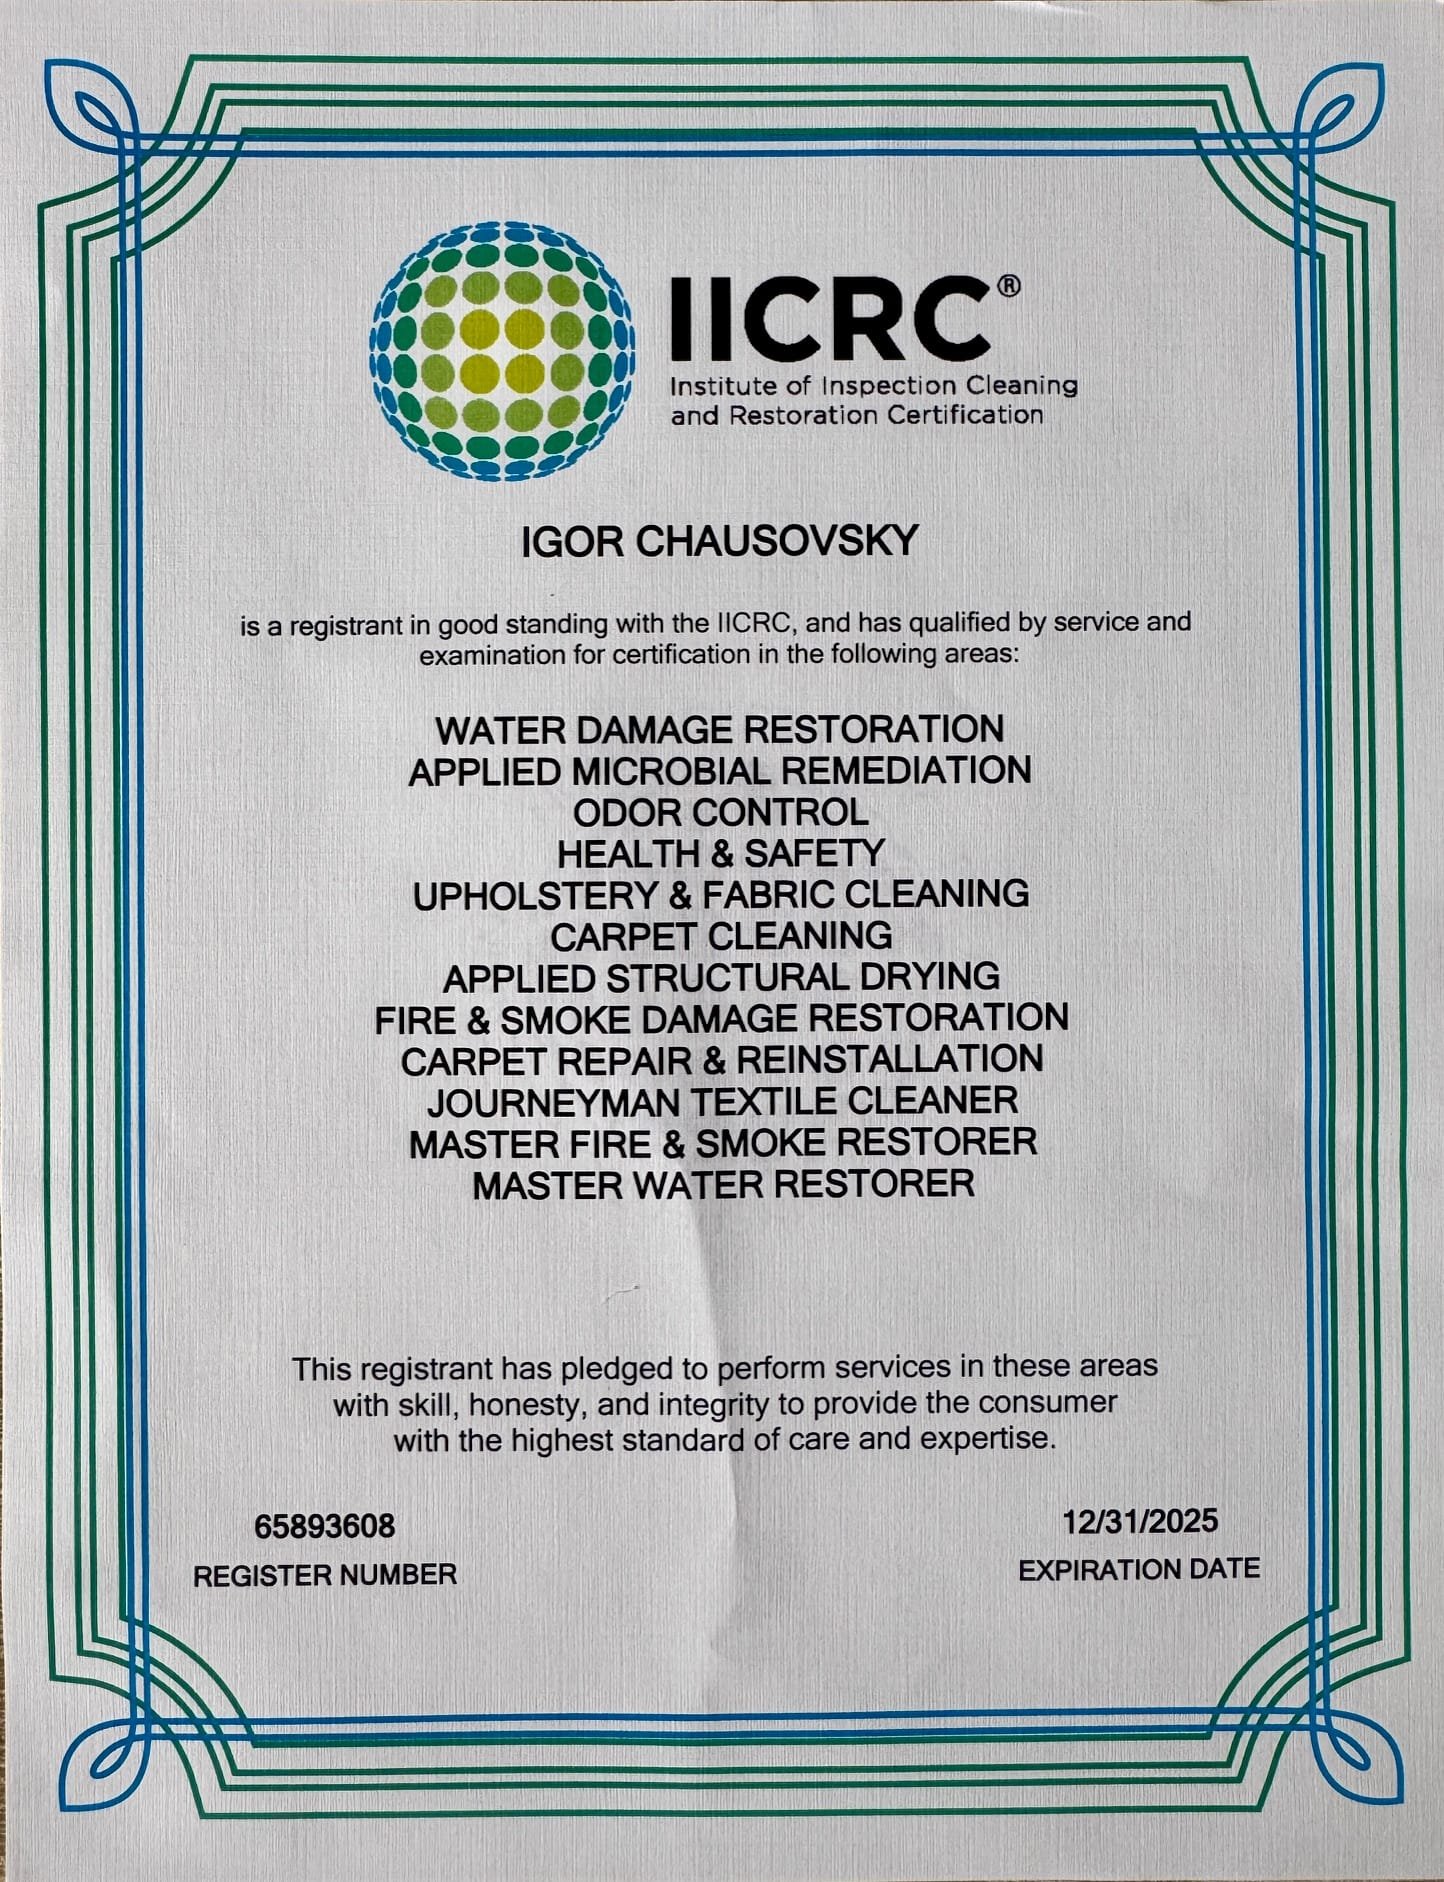 IICRC®
Institute of Inspection Cleaning
and Restoration Certification
IGOR CHAUSOVSKY
is a registrant in good standing with the IICRC, and has qualified by service and
examination for certification in the following areas:
WATER DAMAGE RESTORATION
APPLIED MICROBIAL REMEDIATION
ODOR CONTROL
HEALTH & SAFETY
UPHOLSTERY & FABRIC CLEANING
CARPET CLEANING
APPLIED STRUCTURAL DRYING
FIRE & SMOKE DAMAGE RESTORATION
CARPET REPAIR & REINSTALLATION
JOURNEYMAN TEXTILE CLEANER
MASTER FIRE & SMOKE RESTORER
MASTER WATER RESTORER
This registrant has pledged to perform services in these areas
with skill, honesty, and integrity to provide the consumer
with the highest standard of care and expertise.
65893608
REGISTER NUMBER
12/31/2025
EXPIRATION DATE